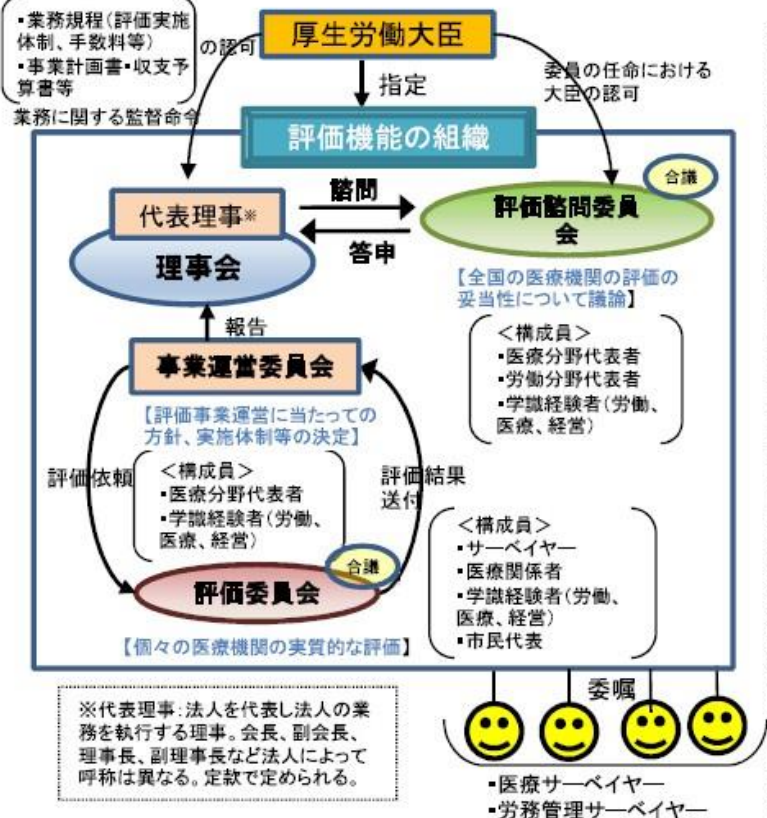 ▪業務規程(評価実施
体制、手数料等)
▪事業計画書・収支予
算書等
の認可
業務に関する監督命令
厚生労働大臣
指定
委員の任命における
大臣の認可
評価機能の組織
代表理事※
理事会
諮問
答申
合議
評価諮問委員
会
【全国の医療機関の評価の
妥当性について議論】
<構成員>
▪医療分野代表者
▪労働分野代表者
▪学識経験者(労働、
医療、経営)
報告
事業運営委員会
【評価事業運営に当たっての
方針、実施体制等の決定】
<構成員>
▪医療分野代表者
▪学識経験者(労働、
医療、経営)
評価依頼
評価結果
送付
合議
評価委員会
【個々の医療機関の実質的な評価】
<構成員>
▪サーベイヤー
▪医療関係者
▪学識経験者(労働、
医療、経営)
▪市民代表
委嘱
※代表理事:法人を代表し法人の業
務を執行する理事。会長、副会長、
理事長、副理事長など法人によって
呼称は異なる。定款で定められる。
▪医療サーベイヤー
▪労務管理サーベイヤー